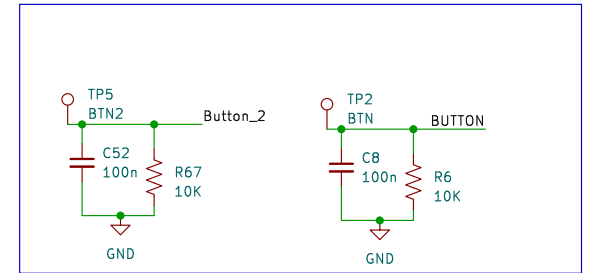 TP5
BTN2
Button_2
C52
100n
R67
10K
GND
TP2
BTN
BUTTON
C8
100n
R6
10K
GND